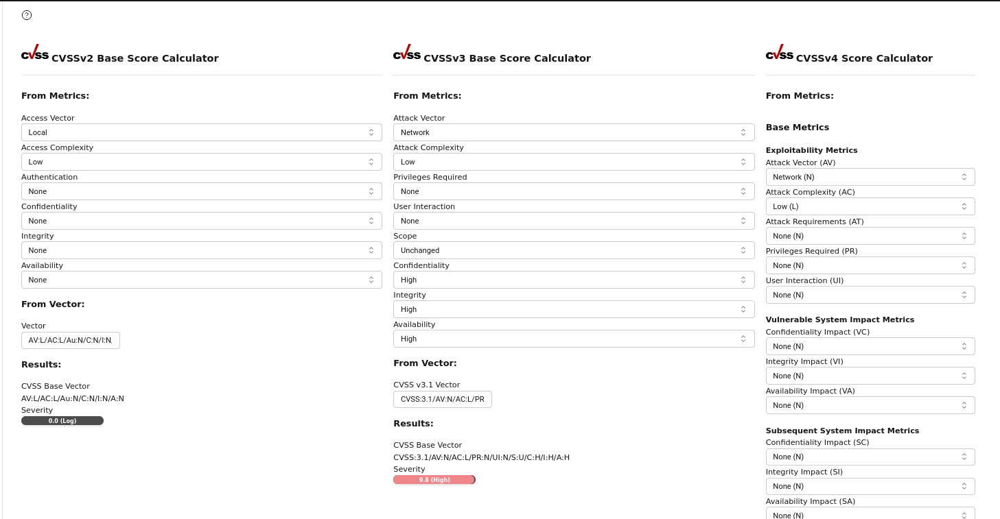 ?
cvss CVSSv2 Base Score Calculator
From Metrics:
Access Vector
Local
Access Complexity
Low
Authentication
None
Confidentiality
None
Integrity
None
Availability
None
From Vector:
Vector
AV:L/AC:L/Au:N/C:N/I:N,
Results:
CVSS Base Vector
AV:L/AC:L/Au:N/C:N/I:N/A:N
Severity
0.0 (Log)
cvss CVSSv3 Base Score Calculator
From Metrics:
Attack Vector
Network
Attack Complexity
Low
Privileges Required
None
User Interaction
None
Scope
Unchanged
Confidentiality
High
Integrity
High
Availability
High
From Vector:
CVSS v3.1 Vector
CVSS:3.1/AV:N/AC:L/PR
Results:
CVSS Base Vector
CVSS:3.1/AV:N/AC:L/PR:N/UI:N/S:U/C:H/I:H/A:H
Severity
9.8 (High)
cvss CVSSv4 Score Calculator
From Metrics:
Base Metrics
Exploitability Metrics
Attack Vector (AV)
Network (N)
Attack Complexity (AC)
Low (L)
Attack Requirements (AT)
None (N)
Privileges Required (PR)
None (N)
User Interaction (UI)
None (N)
Vulnerable System Impact Metrics
Confidentiality Impact (VC)
None (N)
Integrity Impact (VI)
None (N)
Availability Impact (VA)
None (N)
Subsequent System Impact Metrics
Confidentiality Impact (SC)
None (N)
Integrity Impact (SI)
None (N)
Availability Impact (SA)
None (N)